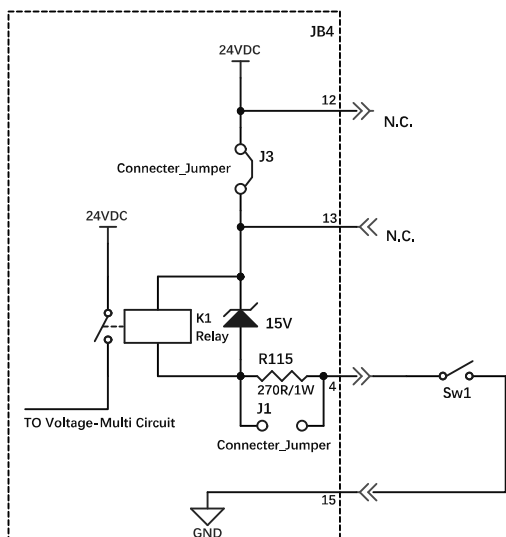 JB4
24VDC
12
N.C.
J3
Connecter_Jumper
24VDC
13
N.C.
K1
Relay
15V
R115
270R/1W
4
Sw1
J1
TO Voltage-Multi Circuit
Connecter_Jumper
15
GND